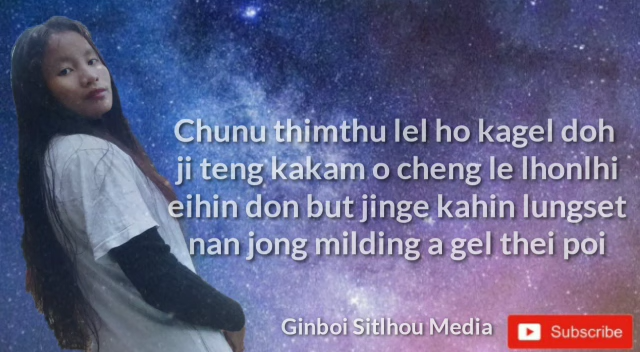 Chunu thimthu lel ho kagel doh
ji teng kakam o cheng le lhonlhi
eihin don but jinge kahin lungset
nan jong milding a gel thei poi
Ginboi Sitlhou Media
Subscribe